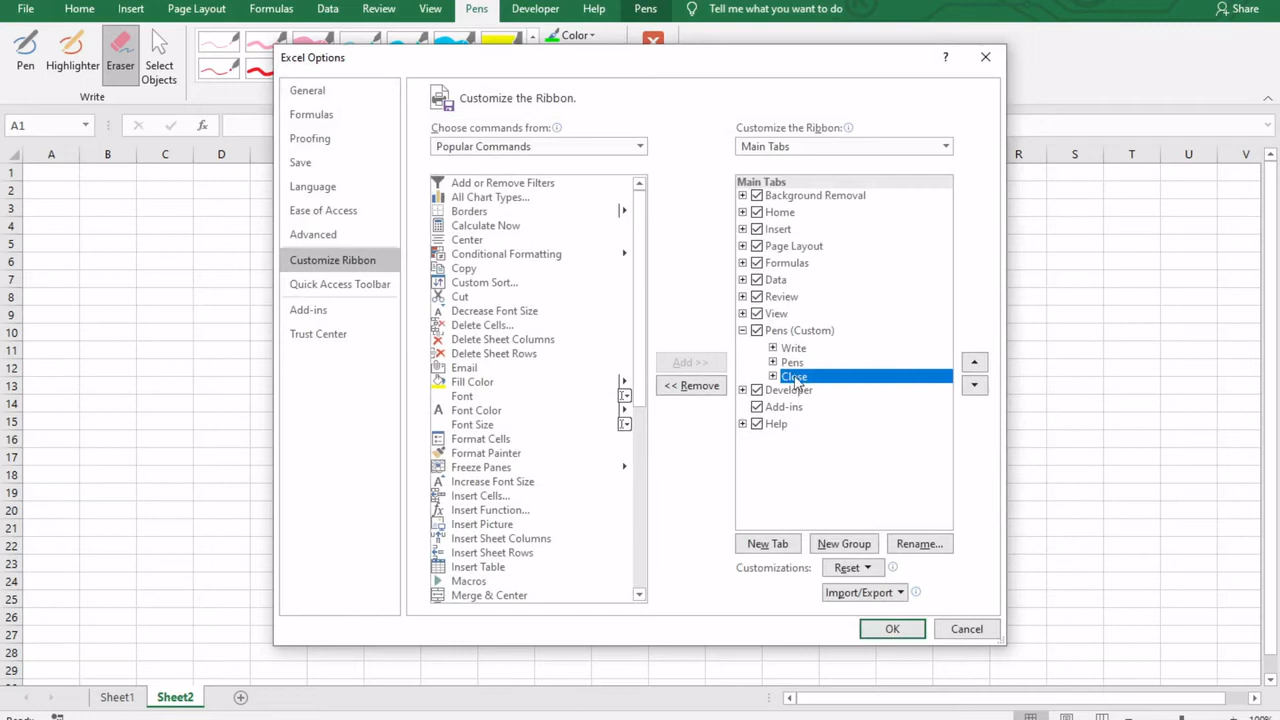 File Home Insert Page Layout Formulas Data Review View Pens Developer Help Pens Tell me what you want to do Share
Pen Highlighter Eraser Select Objects Color
Write
Excel Options ?
General
Formulas
Proofing
Save
Language
Ease of Access
Advanced
Customize Ribbon
Quick Access Toolbar
Add-ins
Trust Center
Customize the Ribbon.
Choose commands from:
Popular Commands
Add or Remove Filters
All Chart Types...
Borders
Calculate Now
Center
Conditional Formatting
Copy
Custom Sort...
Cut
Decrease Font Size
Delete Cells...
Delete Sheet Columns
Delete Sheet Rows
Email
Fill Color
Font
Font Color
Font Size
Format Cells
Format Painter
Freeze Panes
Increase Font Size
Insert Cells...
Insert Function...
Insert Picture
Insert Sheet Columns
Insert Sheet Rows
Insert Table
Macros
Merge & Center
Add >>
<< Remove
Customize the Ribbon:
Main Tabs
Main Tabs
Background Removal
Home
Insert
Page Layout
Formulas
Data
Review
View
Pens (Custom)
Write
Pens
Close
Developer
Add-ins
Help
New Tab New Group Rename...
Customizations: Reset
Import/Export
OK Cancel
A1 fx
A B C D R S T U V
1
2
3
4
5
6
7
8
9
10
11
12
13
14
15
16
17
18
19
20
21
22
23
24
25
26
27
28
Sheet1 Sheet2